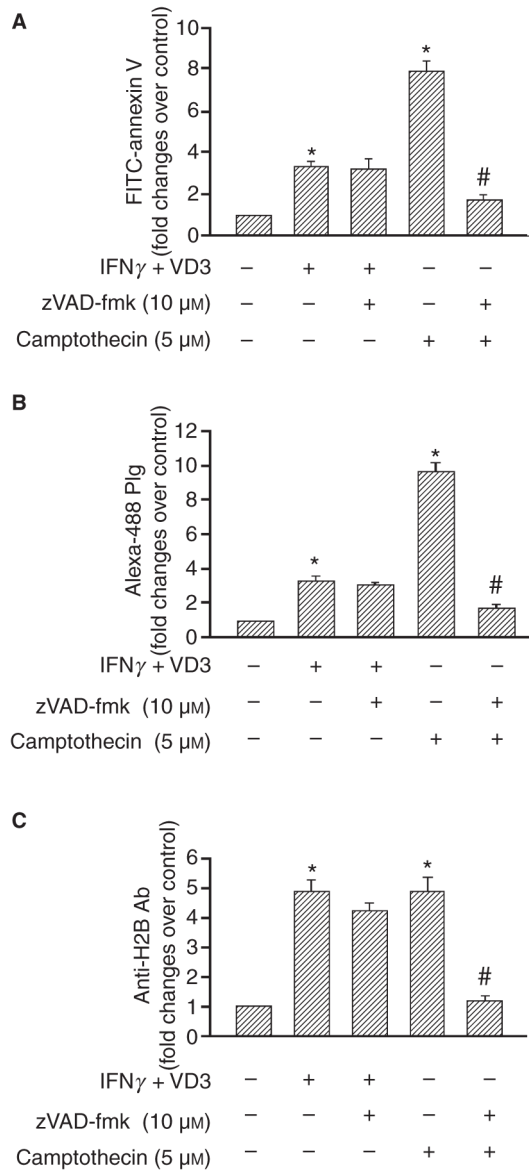 A
FITC-annexin V
(fold changes over control)
10
8
6
4
2
0
*
*
#
IFNγ + VD3 − + + − −
zVAD-fmk (10 μM) − − + − +
Camptothecin (5 μM) − − − + +
B
Alexa-488 Plg
(fold changes over control)
12
10
8
6
4
2
0
*
*
#
IFNγ + VD3 − + + − −
zVAD-fmk (10 μM) − − + − +
Camptothecin (5 μM) − − − + +
C
Anti-H2B Ab
(fold changes over control)
6
5
4
3
2
1
0
*
*
#
IFNγ + VD3 − + + − −
zVAD-fmk (10 μM) − − + − +
Camptothecin (5 μM) − − − + +